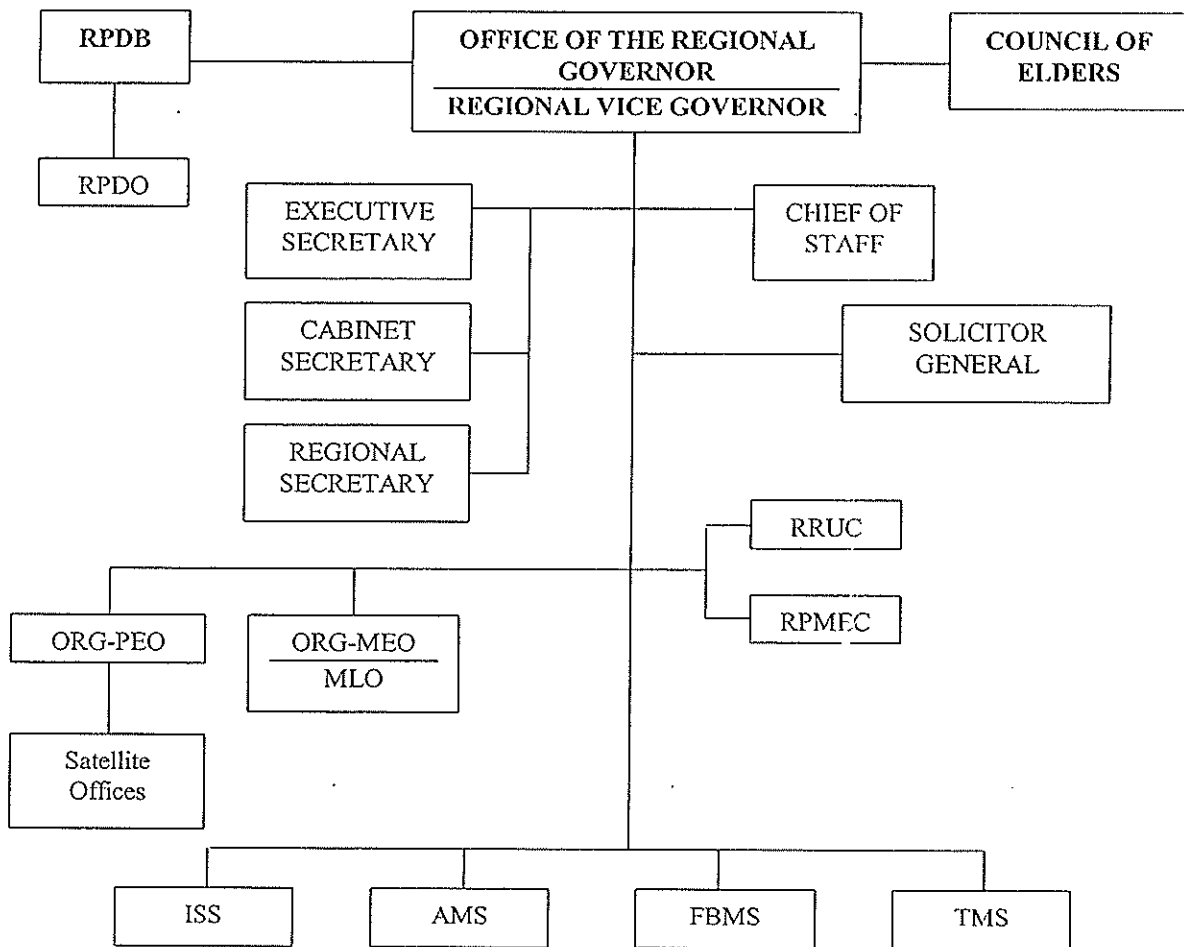 RPDB
OFFICE OF THE REGIONAL
GOVERNOR
REGIONAL VICE GOVERNOR
COUNCIL OF
ELDERS
RPDO
EXECUTIVE
SECRETARY
CHIEF OF
STAFF
CABINET
SECRETARY
SOLICITOR
GENERAL
REGIONAL
SECRETARY
RRUC
RPMEC
ORG-PEO
ORG-MEO
MLO
Satellite
Offices
ISS
AMS
FBMS
TMS